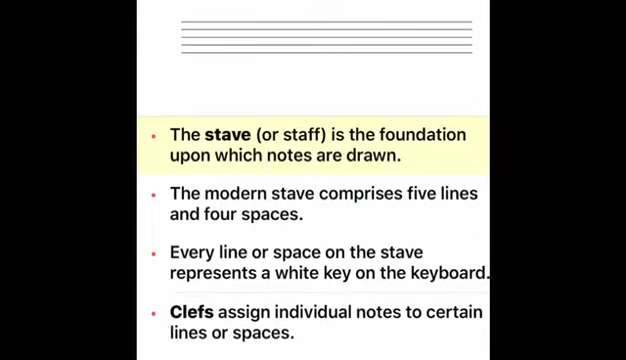 • The stave (or staff) is the foundation
upon which notes are drawn.
• The modern stave comprises five lines
and four spaces.
• Every line or space on the stave
represents a white key on the keyboard.
• Clefs assign individual notes to certain
lines or spaces.